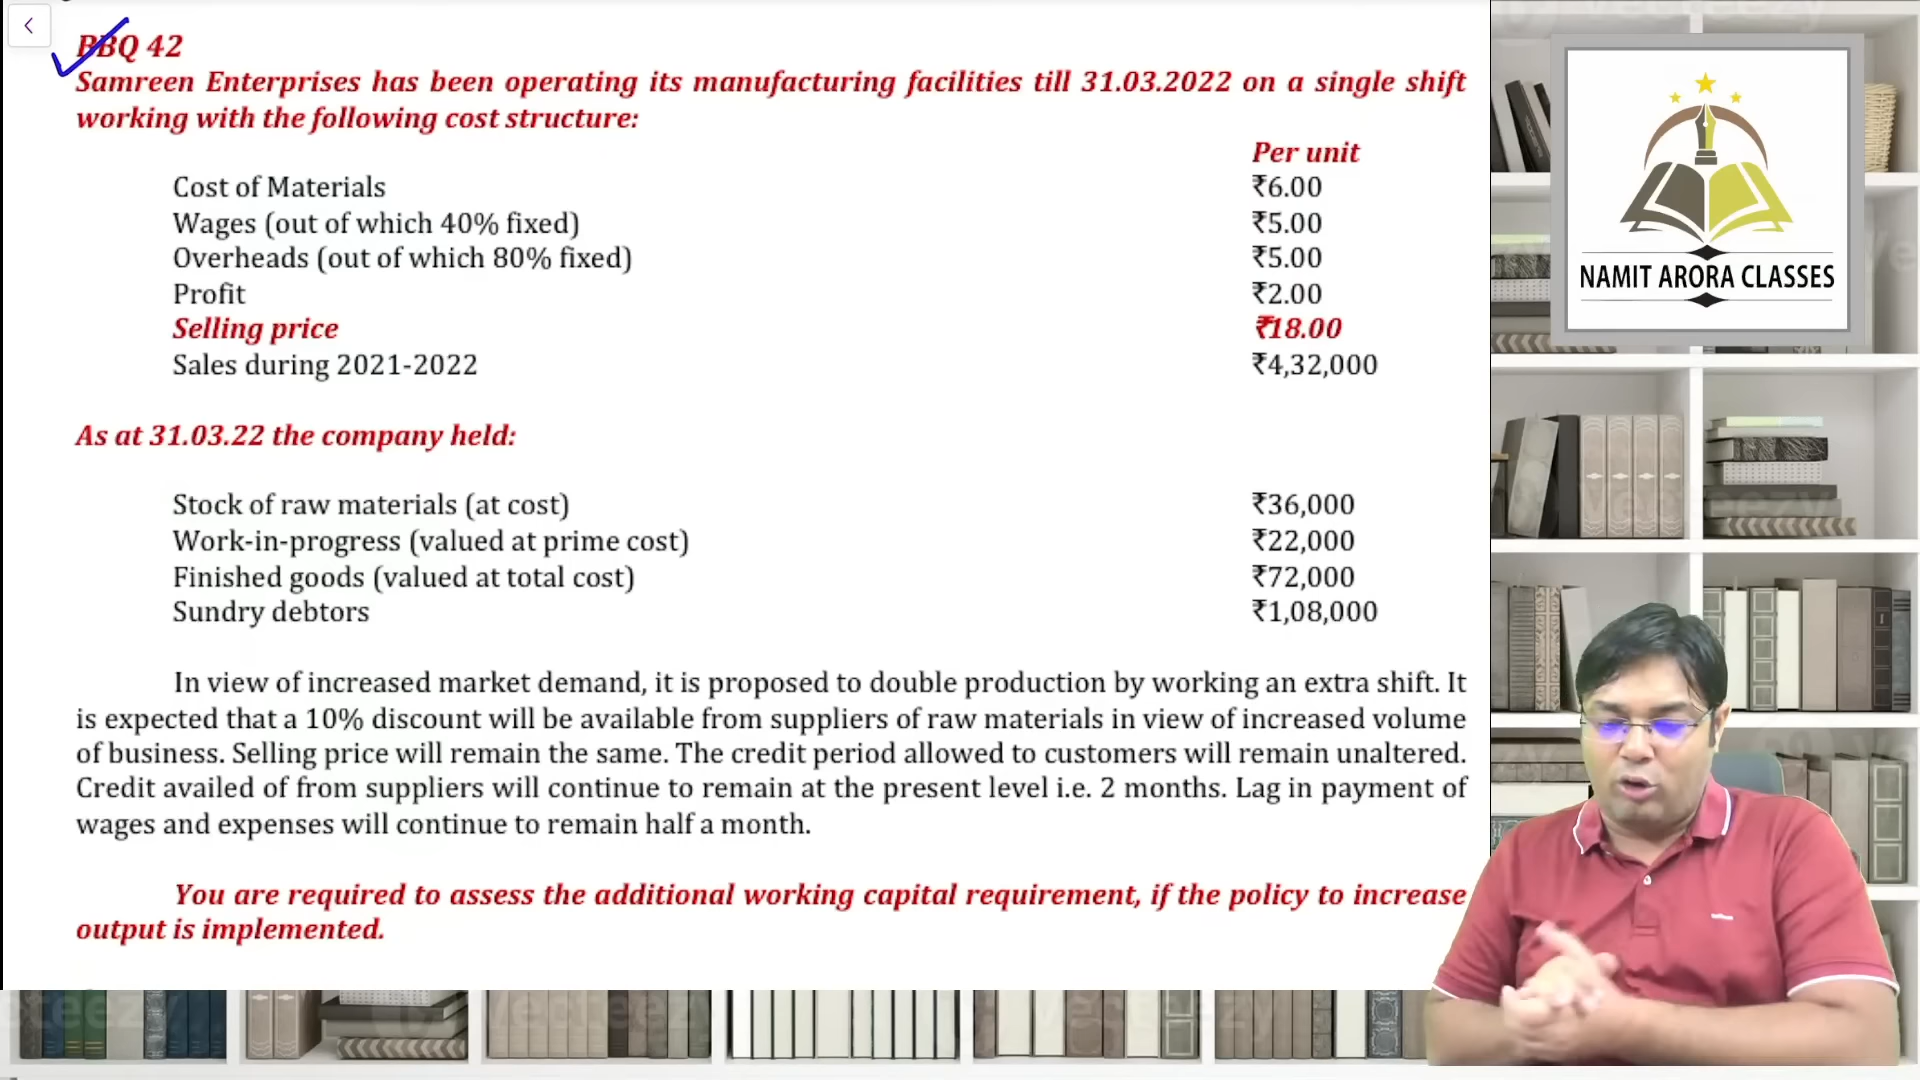 BBQ 42
Samreen Enterprises has been operating its manufacturing facilities till 31.03.2022 on a single shift
working with the following cost structure:
Per unit
Cost of Materials ₹6.00
Wages (out of which 40% fixed) ₹5.00
Overheads (out of which 80% fixed) ₹5.00
Profit ₹2.00
Selling price ₹18.00
Sales during 2021-2022 ₹4,32,000
As at 31.03.22 the company held:
Stock of raw materials (at cost) ₹36,000
Work-in-progress (valued at prime cost) ₹22,000
Finished goods (valued at total cost) ₹72,000
Sundry debtors ₹1,08,000
In view of increased market demand, it is proposed to double production by working an extra shift. It
is expected that a 10% discount will be available from suppliers of raw materials in view of increased volume
of business. Selling price will remain the same. The credit period allowed to customers will remain unaltered.
Credit availed of from suppliers will continue to remain at the present level i.e. 2 months. Lag in payment of
wages and expenses will continue to remain half a month.
You are required to assess the additional working capital requirement, if the policy to increase
output is implemented.
NAMIT ARORA CLASSES